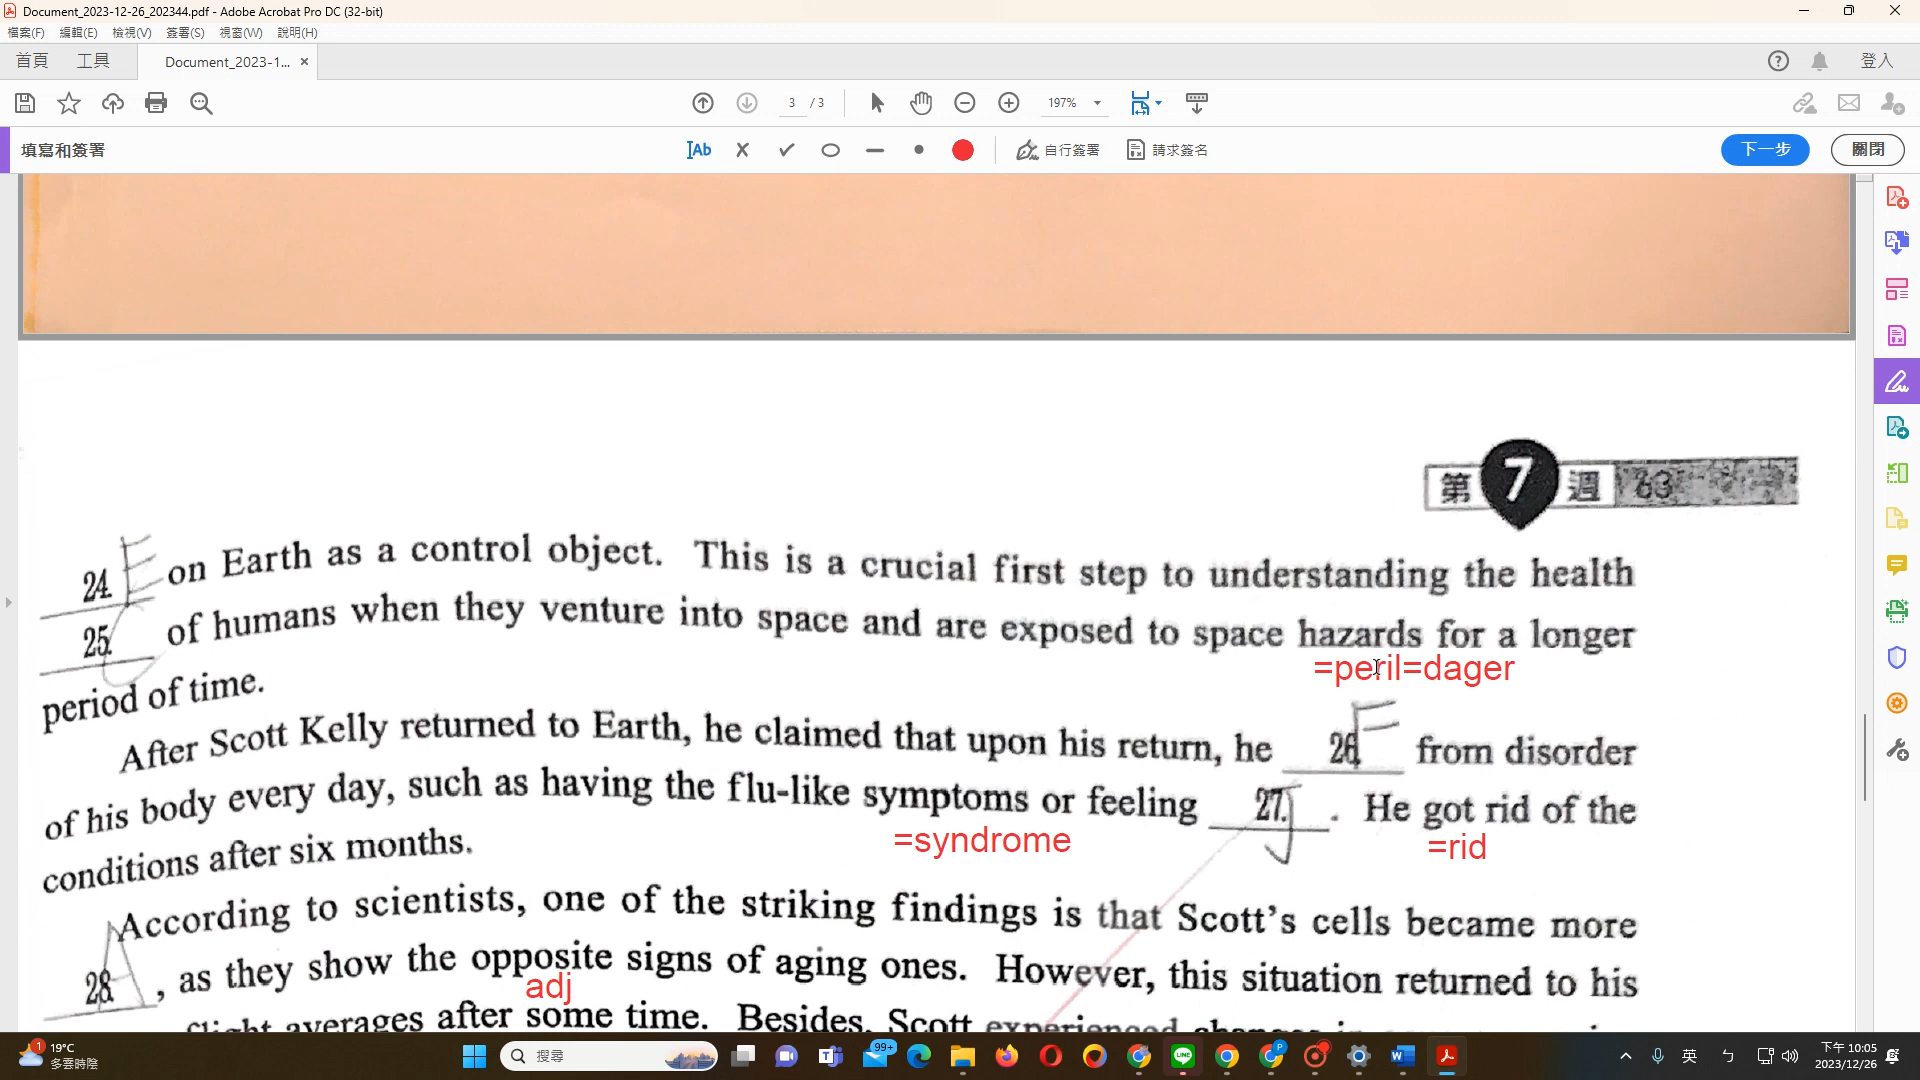 Document_2023-12-26_202344.pdf - Adobe Acrobat Pro DC (32-bit)
檔案(F) 編輯(E) 檢視(V) 簽署(S) 視窗(W) 說明(H)
首頁 工具 Document_2023-1... × 登入
3 / 3 197%
填寫和簽署 Ab 自行簽署 請求簽名 下一步 關閉
第 7 週 63
24. E on Earth as a control object. This is a crucial first step to understanding the health
25. C of humans when they venture into space and are exposed to space hazards for a longer
=peril=dager
period of time.
After Scott Kelly returned to Earth, he claimed that upon his return, he 26. F from disorder
of his body every day, such as having the flu-like symptoms or feeling 27. J . He got rid of the
=syndrome =rid
conditions after six months.
According to scientists, one of the striking findings is that Scott's cells became more
28. A , as they show the opposite signs of aging ones. However, this situation returned to his
adj
flight averages after some time. Besides, Scott experienced changes in
1 19°C
多雲時陰
搜尋 99+ 英 ㄅ 下午 10:05
2023/12/26